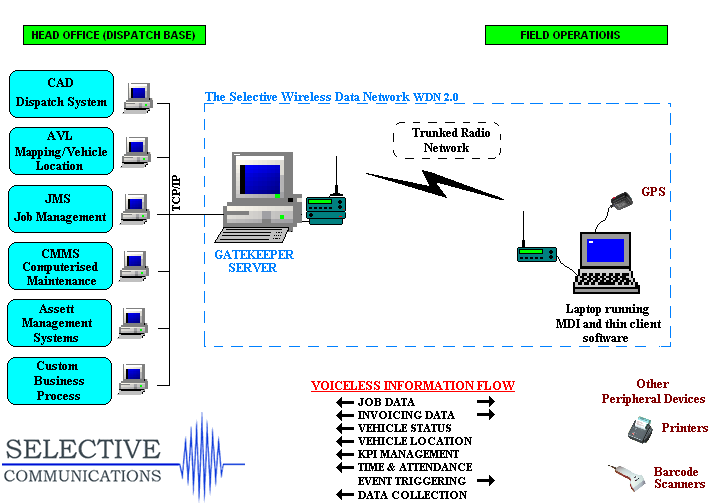 HEAD OFFICE (DISPATCH BASE)
FIELD OPERATIONS
CAD
Dispatch System
AVL
Mapping/Vehicle
Location
JMS
Job Management
CMMS
Computerised
Maintenance
Assett
Management
Systems
Custom
Business
Process
TCP/IP
The Selective Wireless Data Network WDN 2.0
Trunked Radio
Network
GPS
GATEKEEPER
SERVER
Laptop running
MDI and thin client
software
VOICELESS INFORMATION FLOW
JOB DATA
INVOICING DATA
VEHICLE STATUS
VEHICLE LOCATION
KPI MANAGEMENT
TIME & ATTENDANCE
EVENT TRIGGERING
DATA COLLECTION
Other
Peripheral Devices
Printers
Barcode
Scanners
SELECTIVE
COMMUNICATIONS